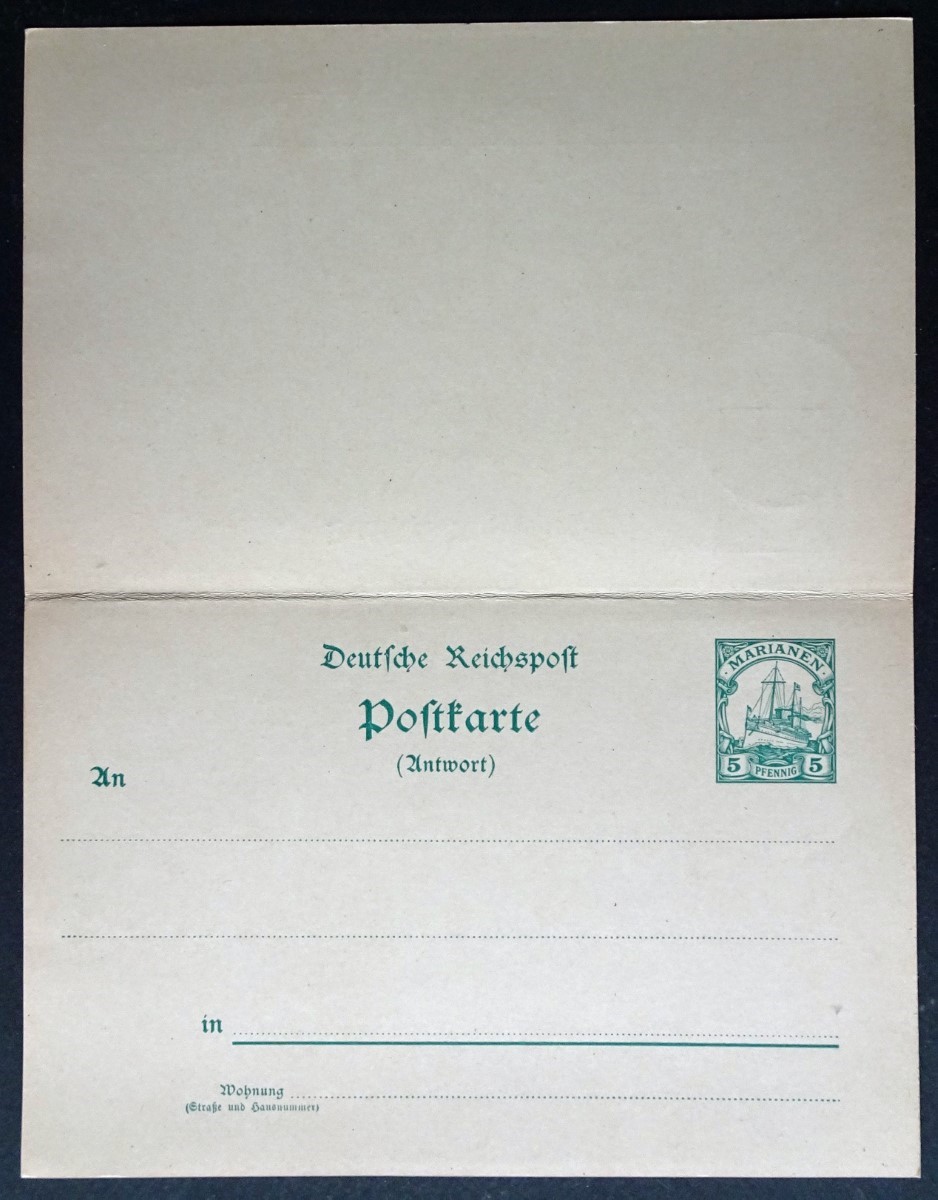 Deutsche Reichspost
MARIANEN
Postkarte
(Antwort)
5 PFENNIG 5
An
in
Wohnung
(Straße und Hausnummer)